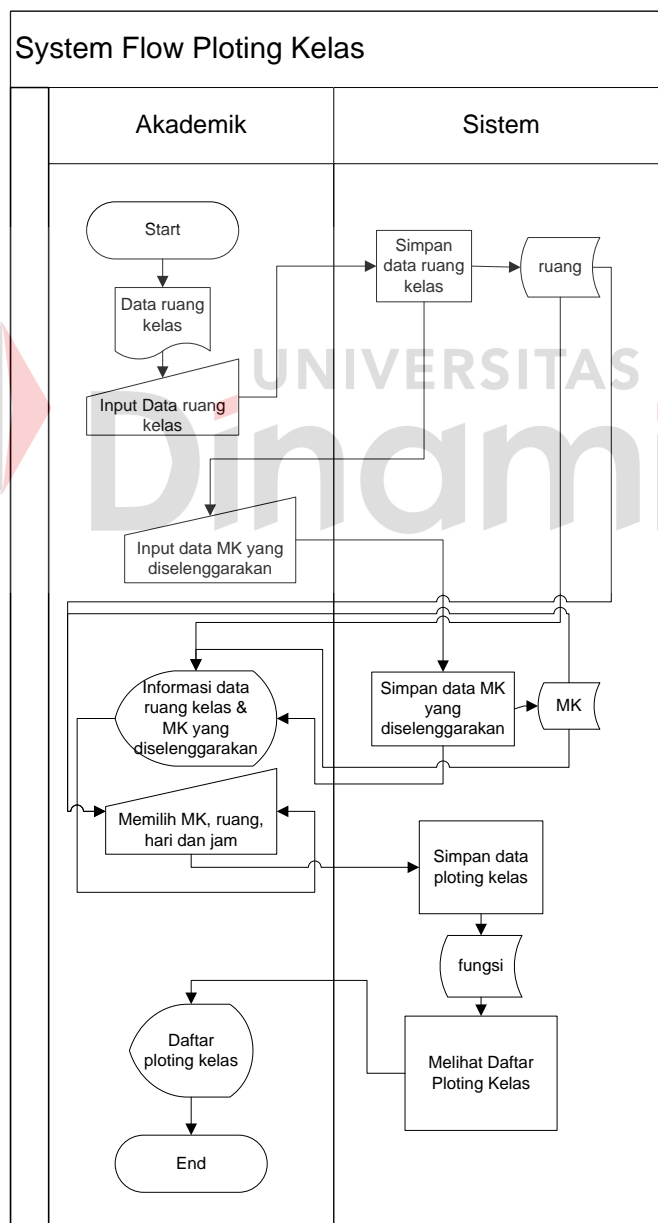 System Flow Ploting Kelas
Akademik
Sistem
Start
Simpan
data ruang
kelas
ruang
Data ruang
kelas
UNIVERSITAS
Dinami
Input Data ruang
kelas
Input data MK yang
diselenggarakan
Informasi data
ruang kelas &
MK yang
diselenggarakan
Simpan data MK
yang
diselenggarakan
MK
Memilih MK, ruang,
hari dan jam
Simpan data
ploting kelas
fungsi
Daftar
ploting kelas
Melihat Daftar
Ploting Kelas
End